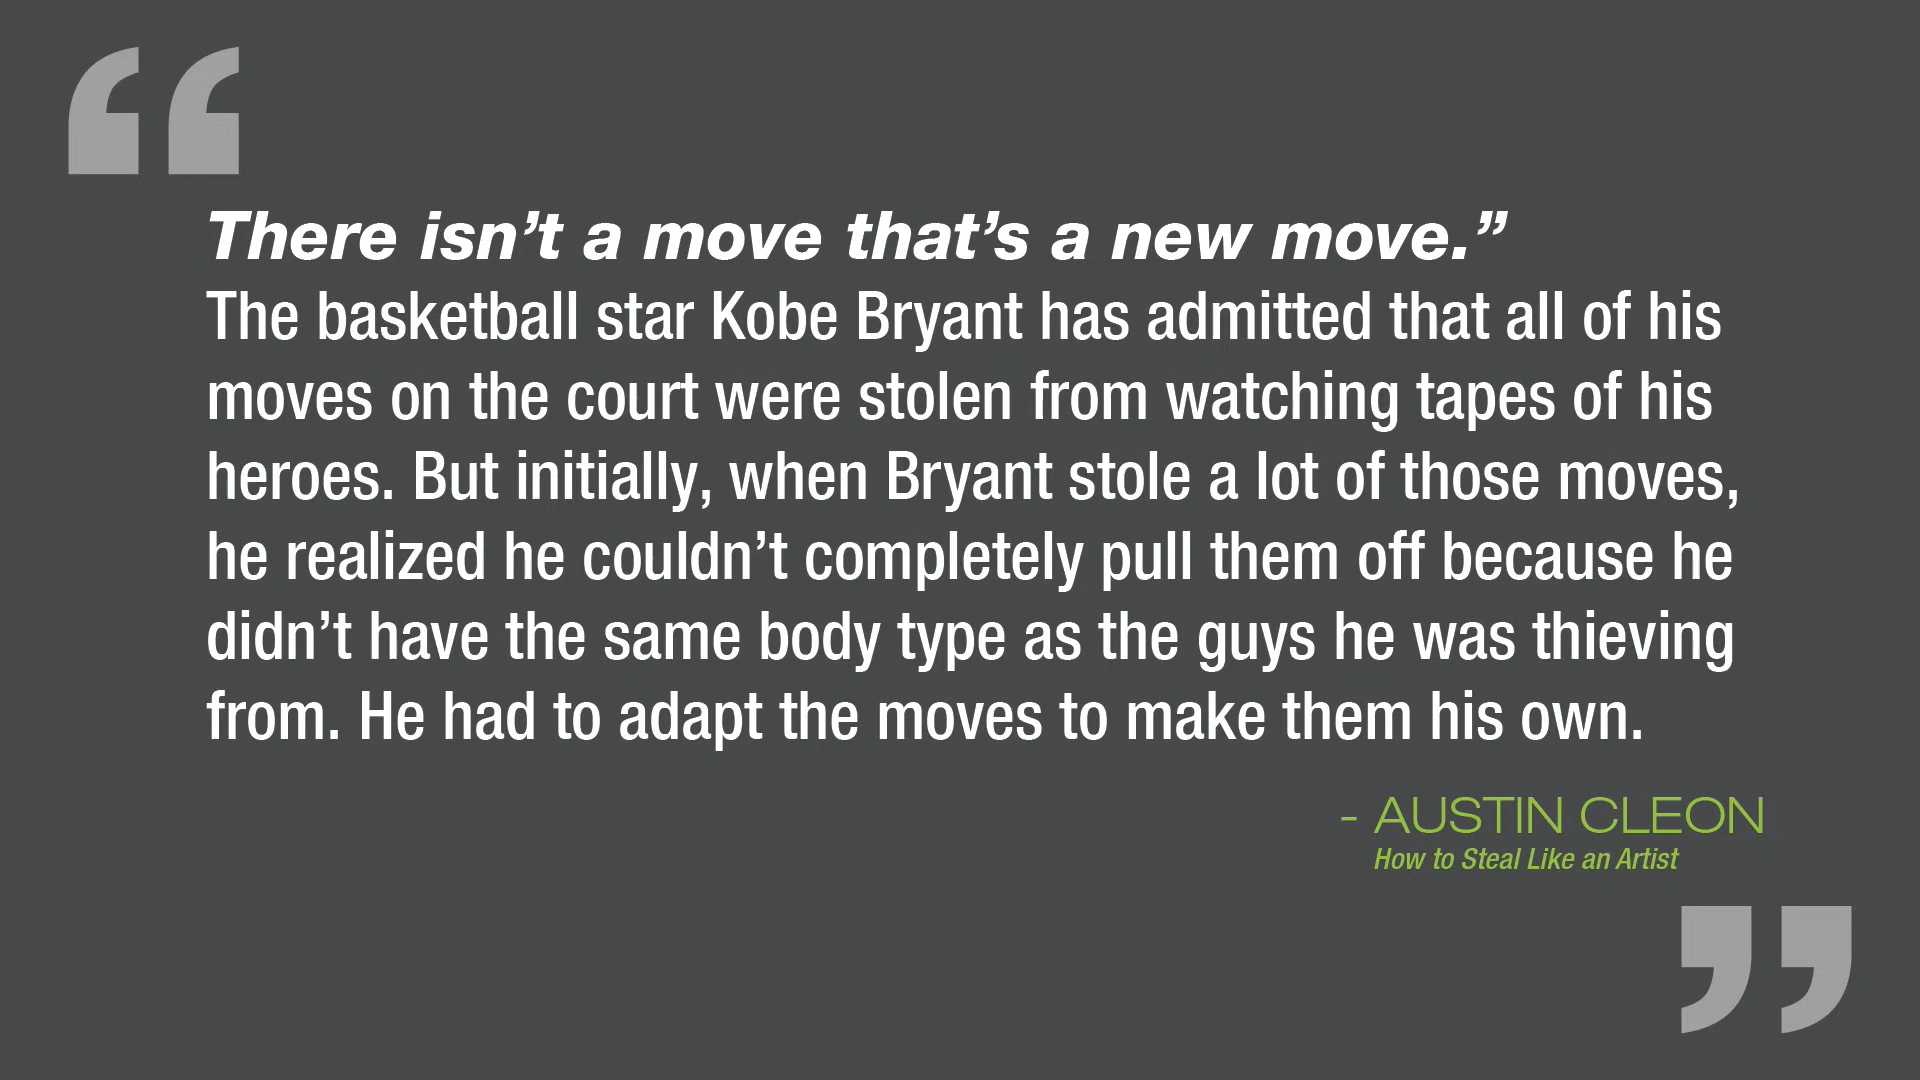 “
There isn’t a move that’s a new move.”
The basketball star Kobe Bryant has admitted that all of his
moves on the court were stolen from watching tapes of his
heroes. But initially, when Bryant stole a lot of those moves,
he realized he couldn’t completely pull them off because he
didn’t have the same body type as the guys he was thieving
from. He had to adapt the moves to make them his own.
- AUSTIN CLEON
How to Steal Like an Artist
”